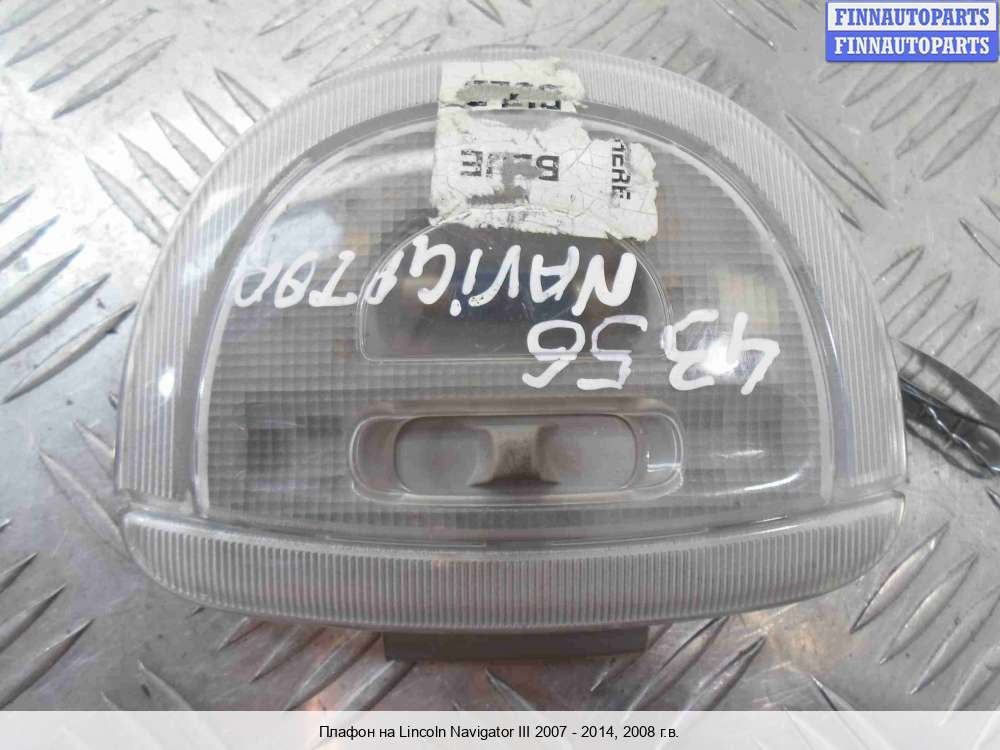 FINNAUTOPARTS
FINNAUTOPARTS
4356
NAVIGATOR
Плафон на Lincoln Navigator III 2007 - 2014, 2008 г.в.